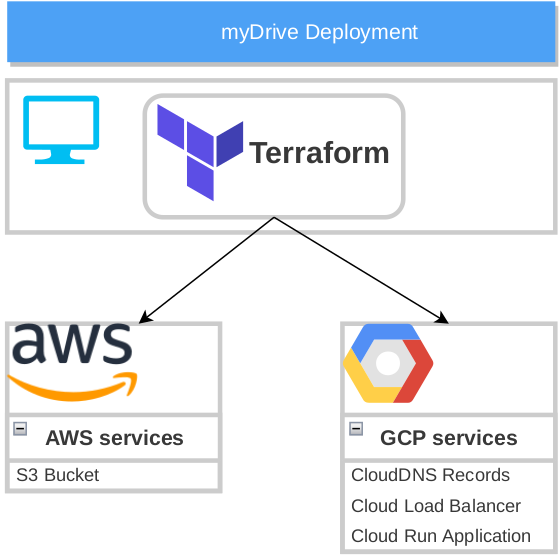 myDrive Deployment
Terraform
aws
AWS services
S3 Bucket
GCP services
CloudDNS Records
Cloud Load Balancer
Cloud Run Application